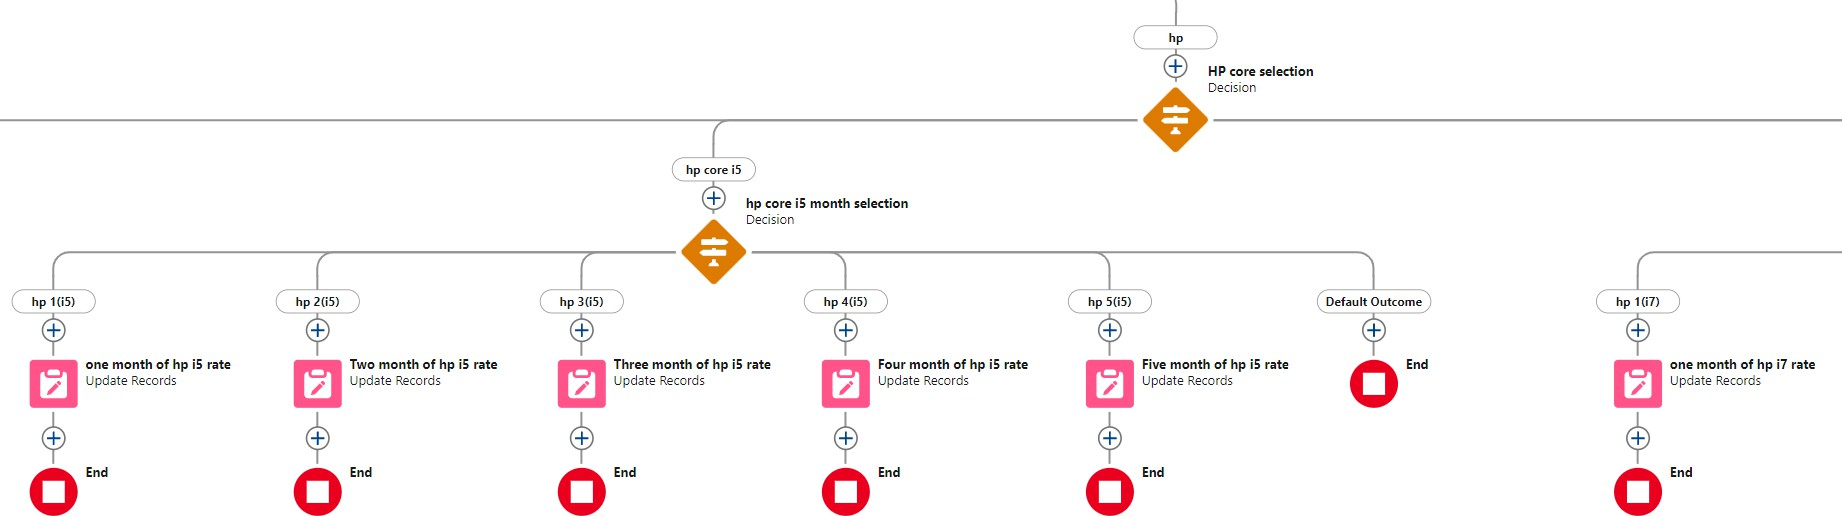 hp
HP core selection
Decision
hp core i5
hp core i5 month selection
Decision
hp 1(i5)
hp 2(i5)
hp 3(i5)
hp 4(i5)
hp 5(i5)
Default Outcome
hp 1(i7)
one month of hp i5 rate
Update Records
Two month of hp i5 rate
Update Records
Three month of hp i5 rate
Update Records
Four month of hp i5 rate
Update Records
Five month of hp i5 rate
Update Records
End
one month of hp i7 rate
Update Records
End
End
End
End
End
End